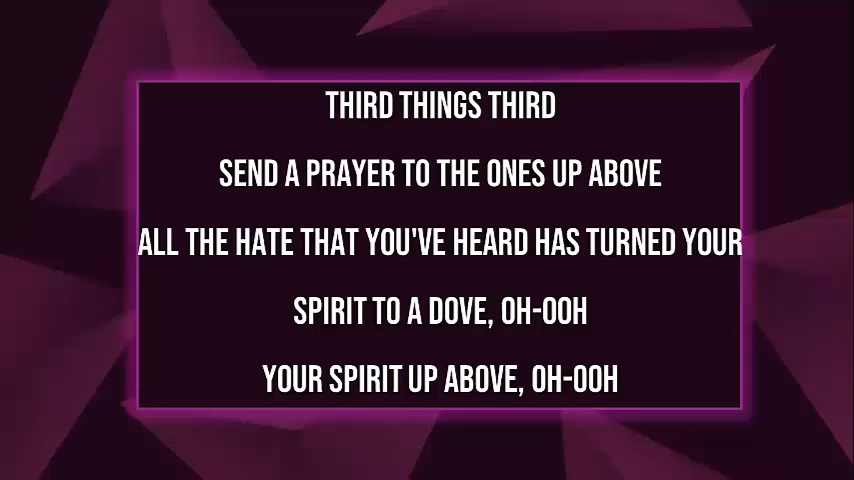 THIRD THINGS THIRD
SEND A PRAYER TO THE ONES UP ABOVE
ALL THE HATE THAT YOU'VE HEARD HAS TURNED YOUR
SPIRIT TO A DOVE, OH-OOH
YOUR SPIRIT UP ABOVE, OH-OOH